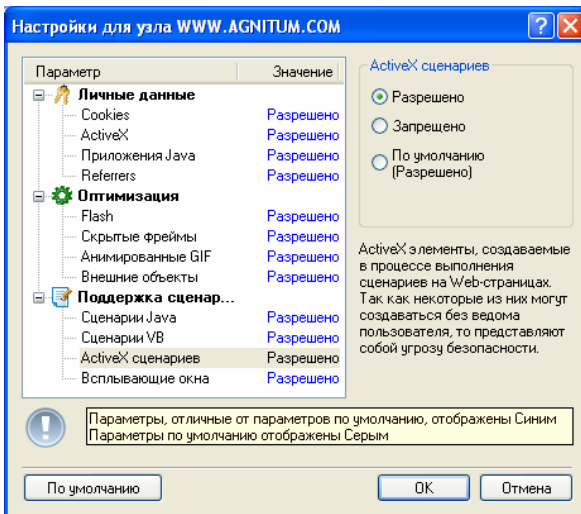 Настройки для узла WWW.AGNITUM.COM
Параметр Значение
Личные данные
Cookies Разрешено
ActiveX Разрешено
Приложения Java Разрешено
Referrers Разрешено
Оптимизация
Flash Разрешено
Скрытые фреймы Разрешено
Анимированные GIF Разрешено
Внешние объекты Разрешено
Поддержка сценар...
Сценарии Java Разрешено
Сценарии VB Разрешено
ActiveX сценариев Разрешено
Всплывающие окна Разрешено
ActiveX сценариев
Разрешено
Запрещено
По умолчанию
(Разрешено)
ActiveX элементы, создаваемые
в процессе выполнения
сценариев на Web-страницах.
Так как некоторые из них могут
создаваться без ведома
пользователя, то представляют
собой угрозу безопасности.
Параметры, отличные от параметров по умолчанию, отображены Синим
Параметры по умолчанию отображены Серым
По умолчанию
OK
Отмена